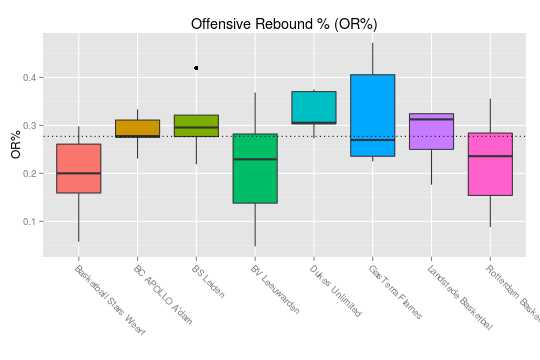 Offensive Rebound % (OR%)
OR%
0.4
0.3
0.2
0.1
Basketball Stars Weert
BC APOLLO A'dam
BS Leiden
BV Leeuwarden
Dukes Unlimited
GasTerra Flames
Landstede Basketbal
Rotterdam Baske